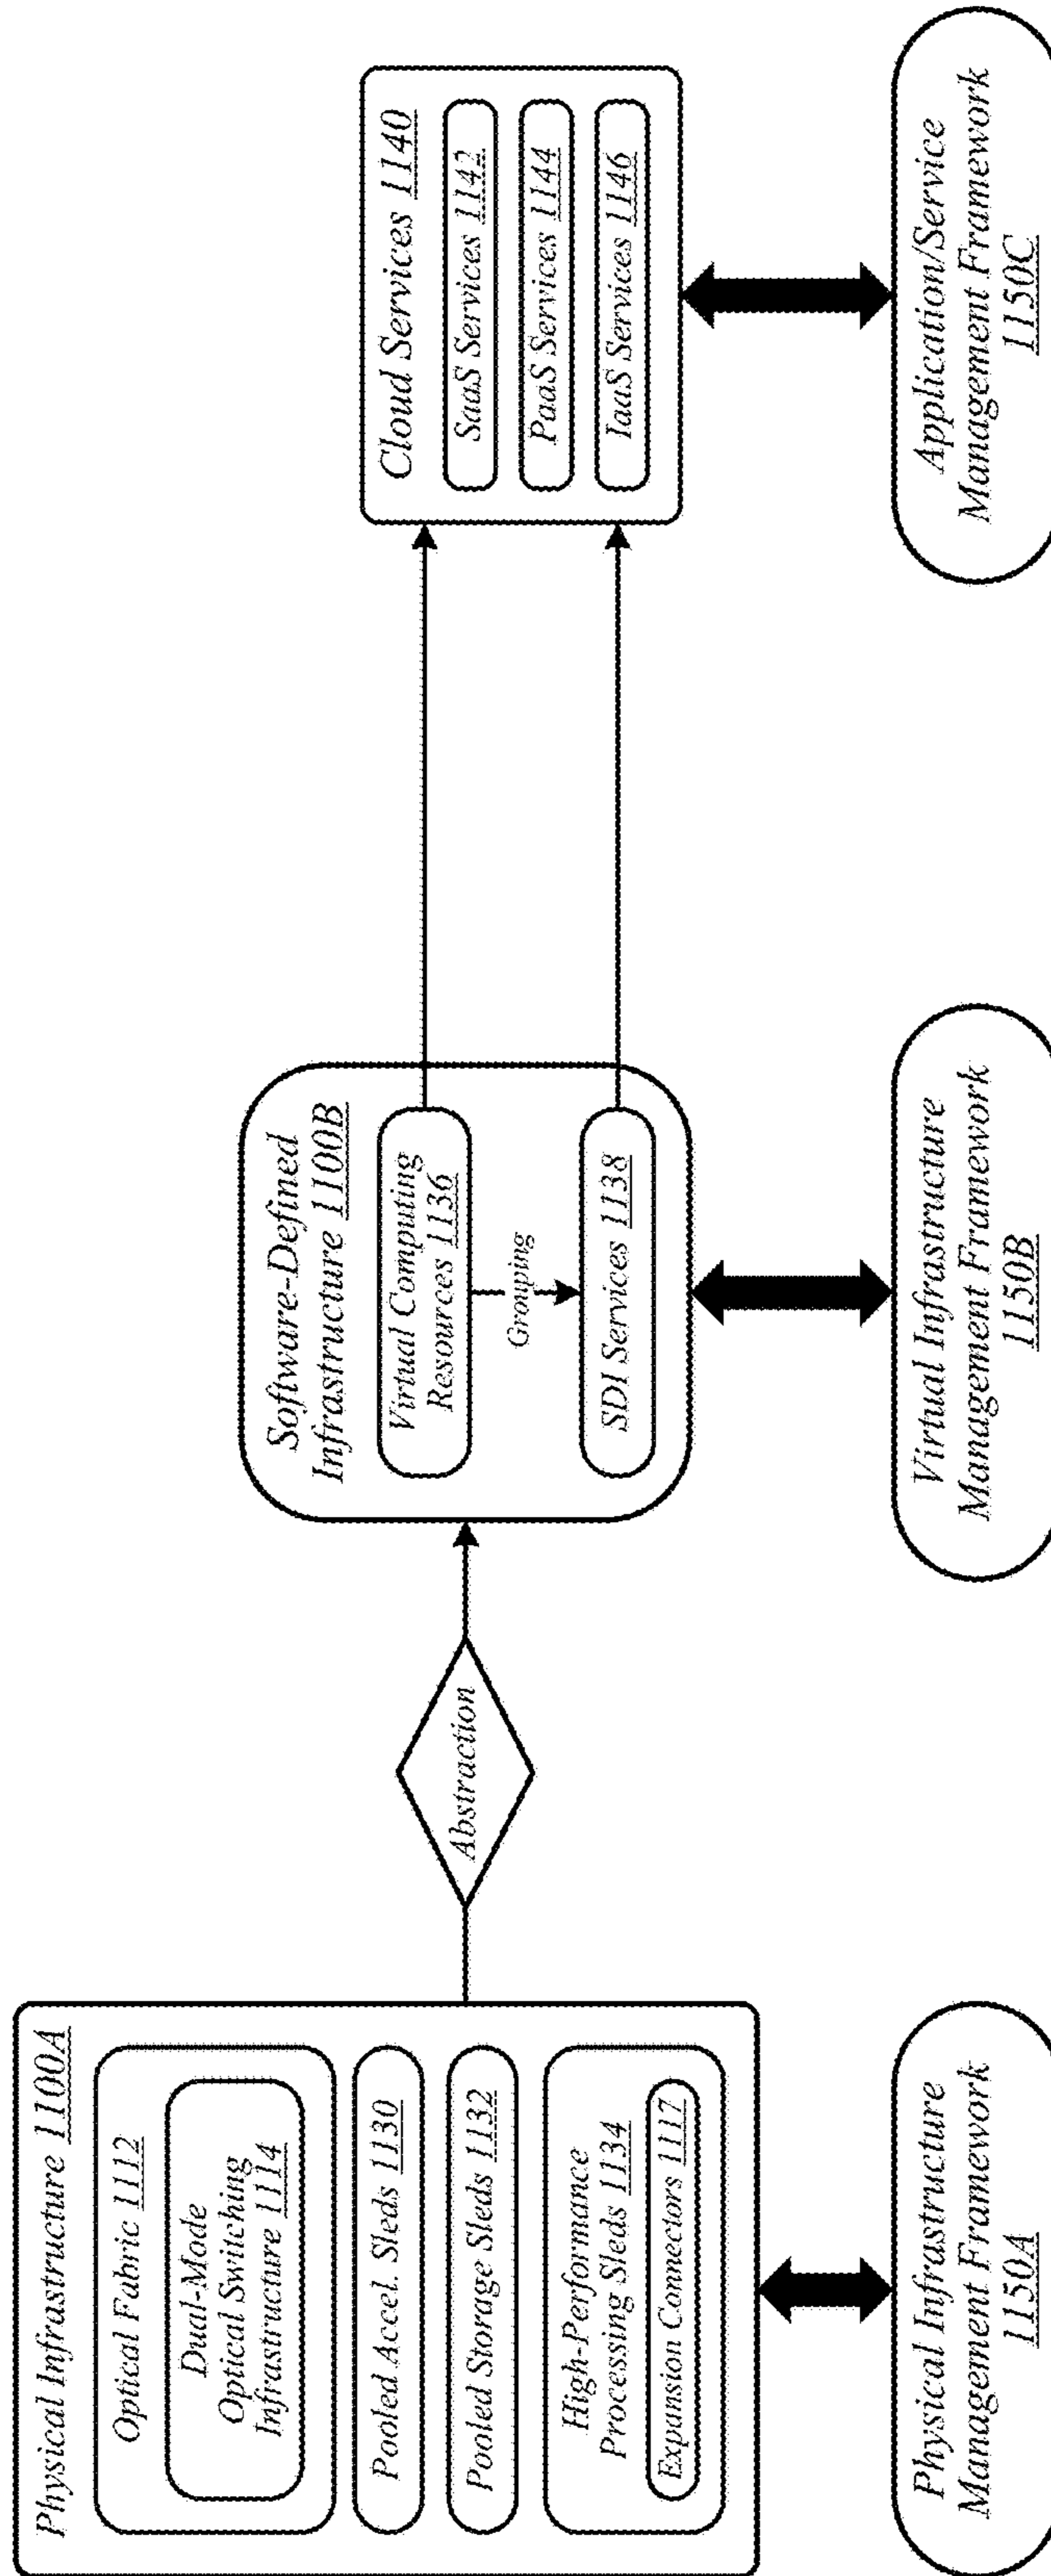 Physical Infrastructure 1100A
Optical Fabric 1112
Dual-Mode
Optical Switching
Infrastructure 1114
Pooled Accel. Sleds 1130
Pooled Storage Sleds 1132
High-Performance
Processing Sleds 1134
Expansion Connectors 1117
Physical Infrastructure
Management Framework
1150A
Abstraction
Software-Defined
Infrastructure 1100B
Virtual Computing
Resources 1136
Grouping
SDI Services 1138
Virtual Infrastructure
Management Framework
1150B
Cloud Services 1140
SaaS Services 1142
PaaS Services 1144
IaaS Services 1146
Application/Service
Management Framework
1150C